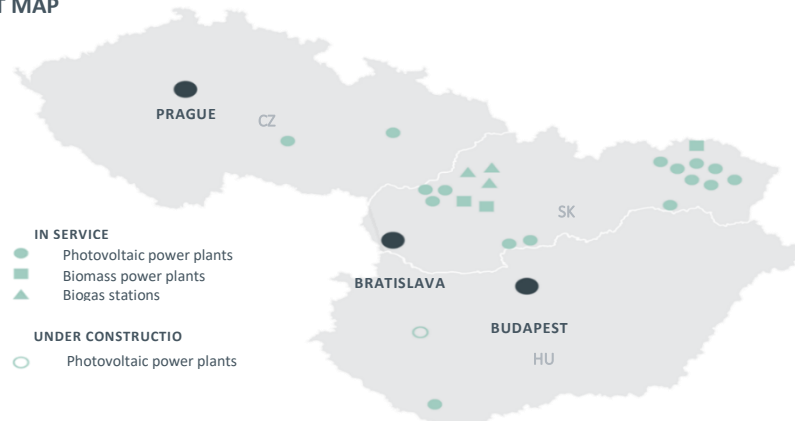 T MAP
PRAGUE
CZ
SK
IN SERVICE
Photovoltaic power plants
Biomass power plants
Biogas stations
BRATISLAVA
UNDER CONSTRUCTIO
BUDAPEST
Photovoltaic power plants
HU